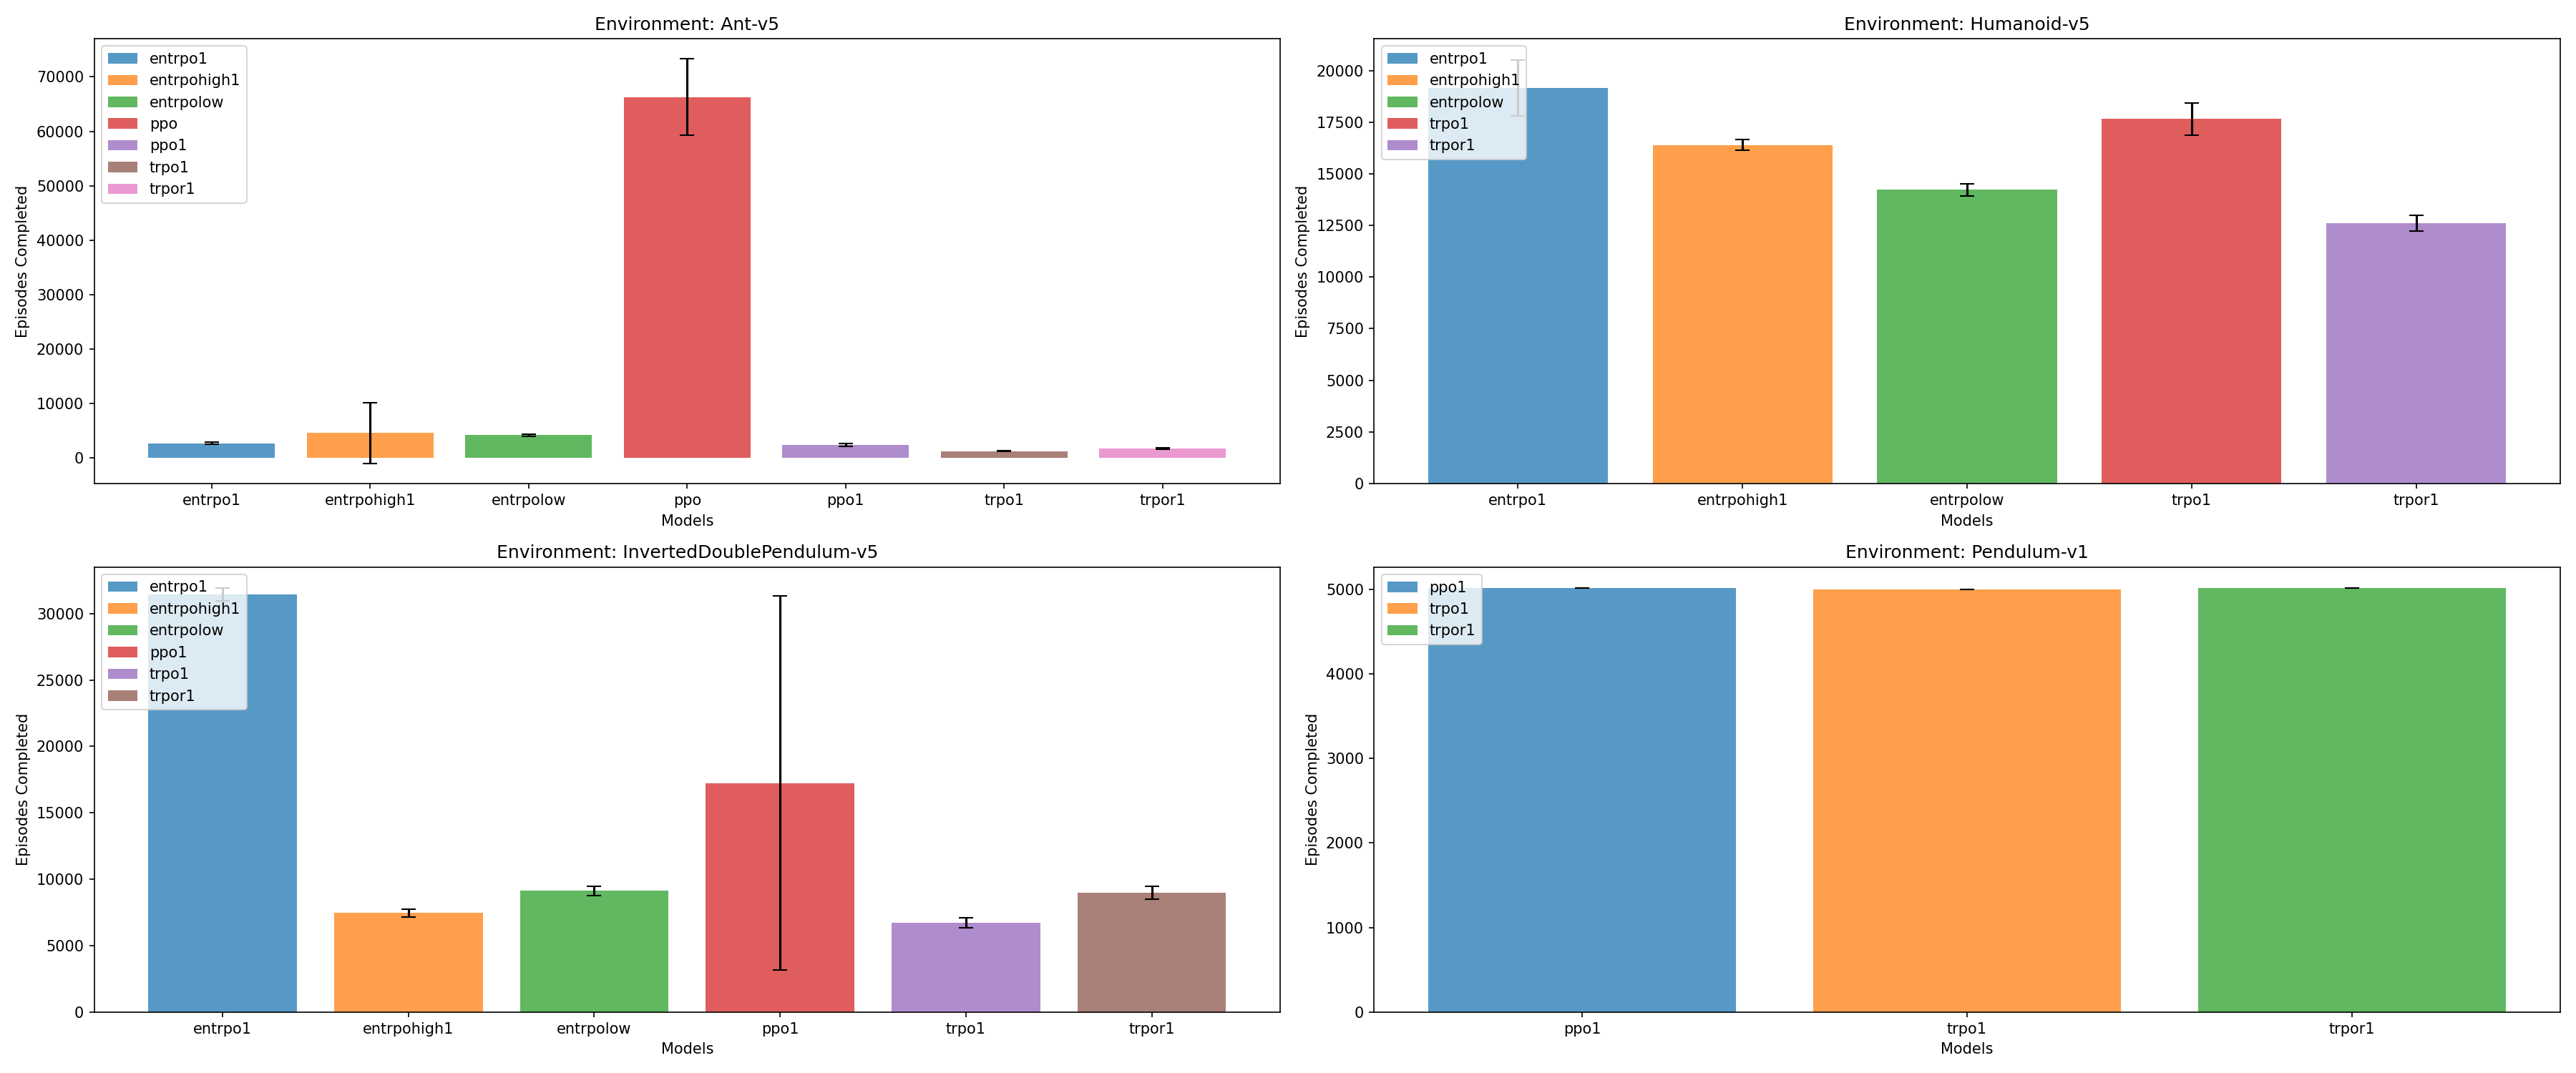 Environment: Ant-v5
Episodes Completed
70000
60000
50000
40000
30000
20000
10000
0
entrpo1
entrpohigh1
entrpolow
ppo
ppo1
trpo1
trpor1
entrpo1 entrpohigh1 entrpolow ppo ppo1 trpo1 trpor1
Models
Environment: Humanoid-v5
Episodes Completed
20000
17500
15000
12500
10000
7500
5000
2500
0
entrpo1
entrpohigh1
entrpolow
trpo1
trpor1
entrpo1 entrpohigh1 entrpolow trpo1 trpor1
Models
Environment: InvertedDoublePendulum-v5
Episodes Completed
30000
25000
20000
15000
10000
5000
0
entrpo1
entrpohigh1
entrpolow
ppo1
trpo1
trpor1
entrpo1 entrpohigh1 entrpolow ppo1 trpo1 trpor1
Models
Environment: Pendulum-v1
Episodes Completed
5000
4000
3000
2000
1000
0
ppo1
trpo1
trpor1
ppo1 trpo1 trpor1
Models